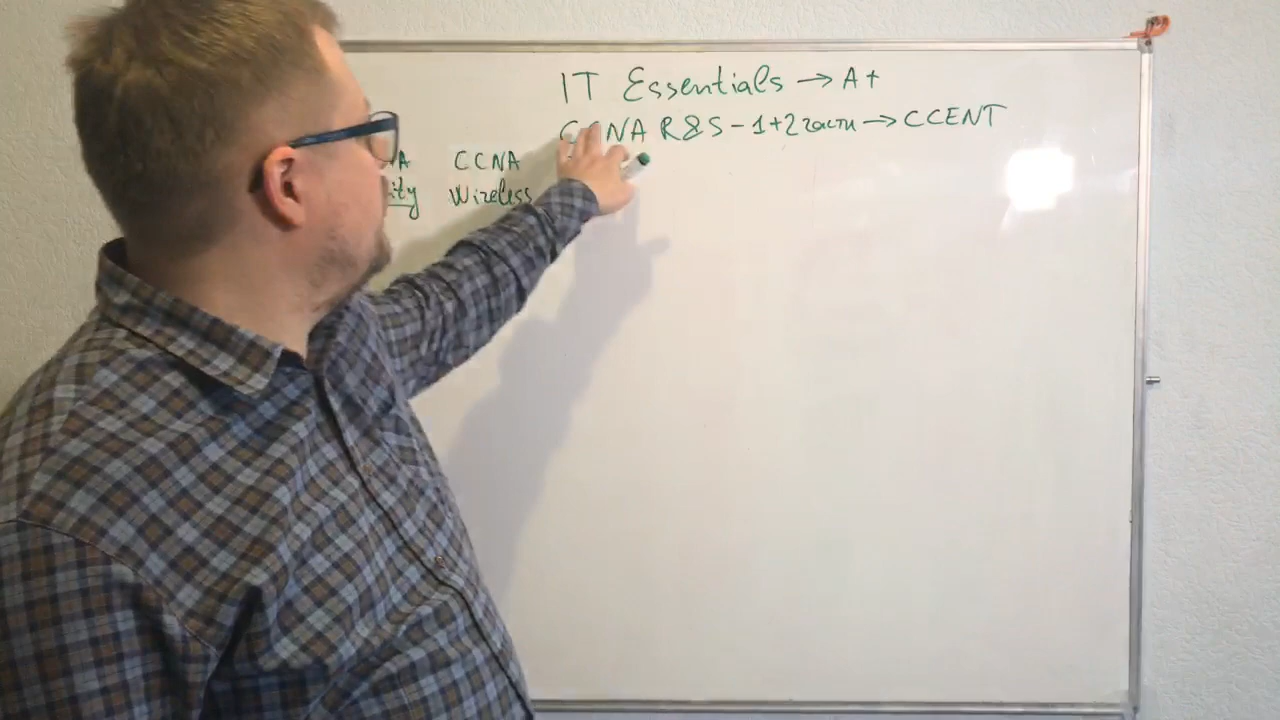 IT Essentials → A+
CCNA R&S - 1+2 части → CCENT
CCNA
Wireless